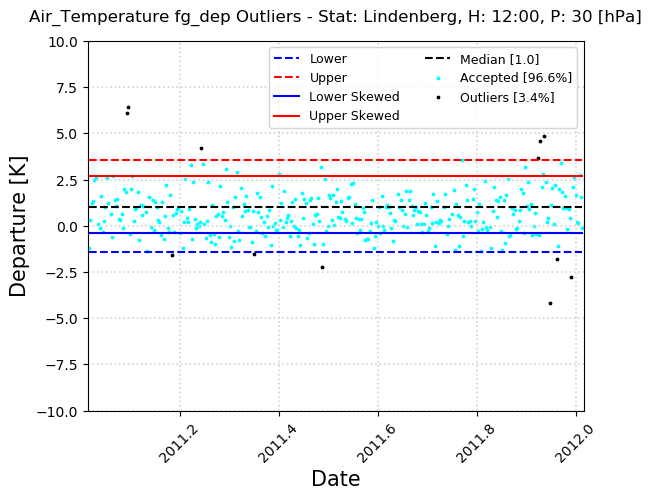 Air_Temperature fg_dep Outliers - Stat: Lindenberg, H: 12:00, P: 30 [hPa]
Lower
Upper
Lower Skewed
Upper Skewed
Median [1.0]
Accepted [96.6%]
Outliers [3.4%]
Departure [K]
10.0
7.5
5.0
2.5
0.0
−2.5
−5.0
−7.5
−10.0
2011.2
2011.4
2011.6
2011.8
2012.0
Date